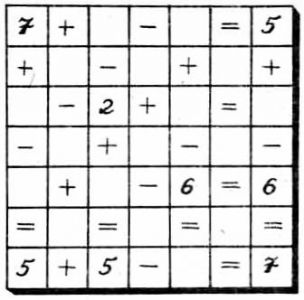 7 + − = 5
+ − + +
− 2 + =
− + − −
+ − 6 = 6
= = = =
5 + 5 − = 7